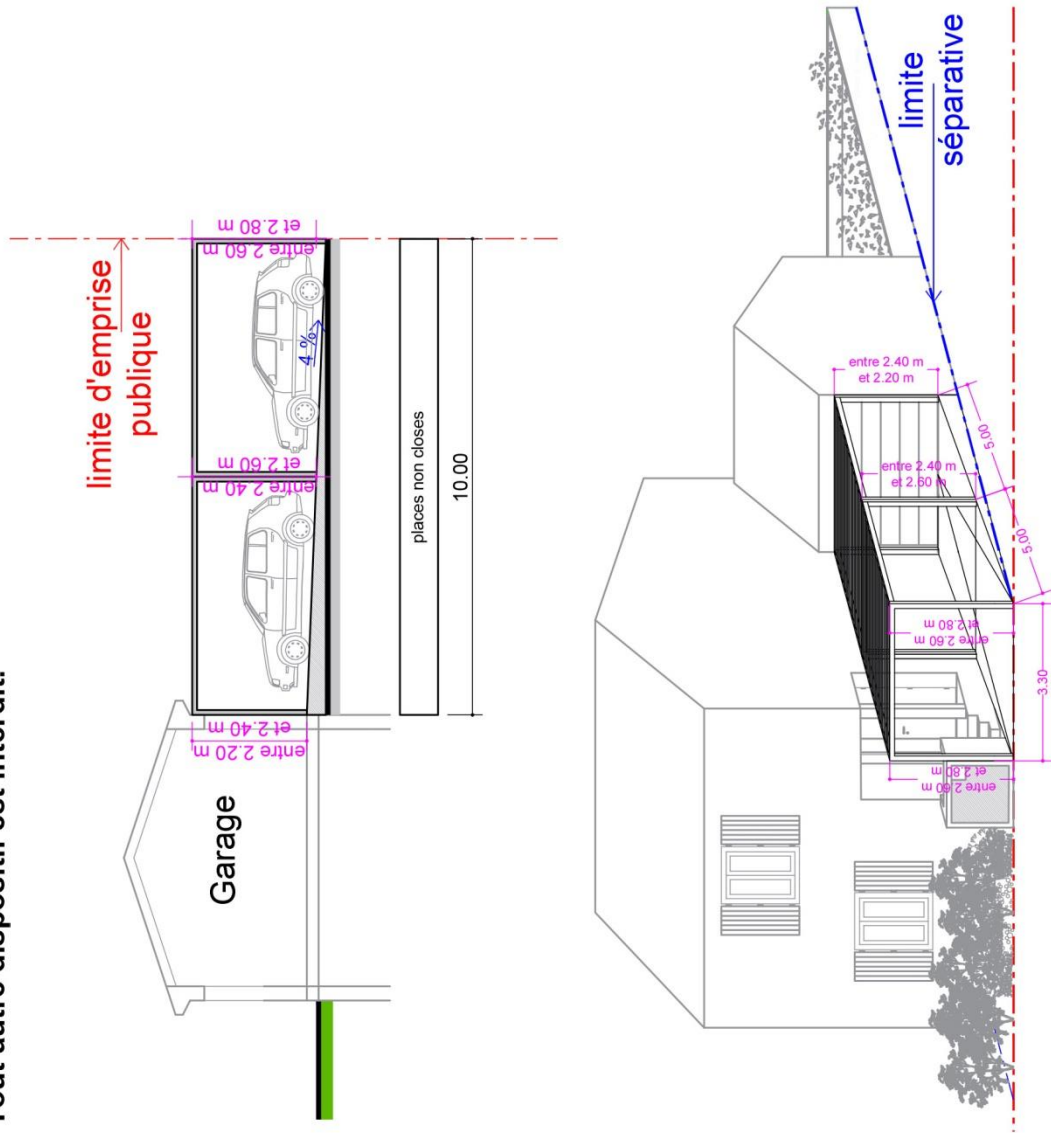 Tout autre dispositif est interdit.
limite d'emprise
publique
entre 2.60 m
et 2.80 m
4 %
entre 2.40 m
et 2.60 m
entre 2.20 m
et 2.40 m
Garage
places non closes
10.00
limite
séparative
entre 2.40 m
et 2.20 m
entre 2.40 m
et 2.60 m
5.00
5.00
entre 2.60 m
et 2.80 m
entre 2.60 m
et 2.80 m
3.30